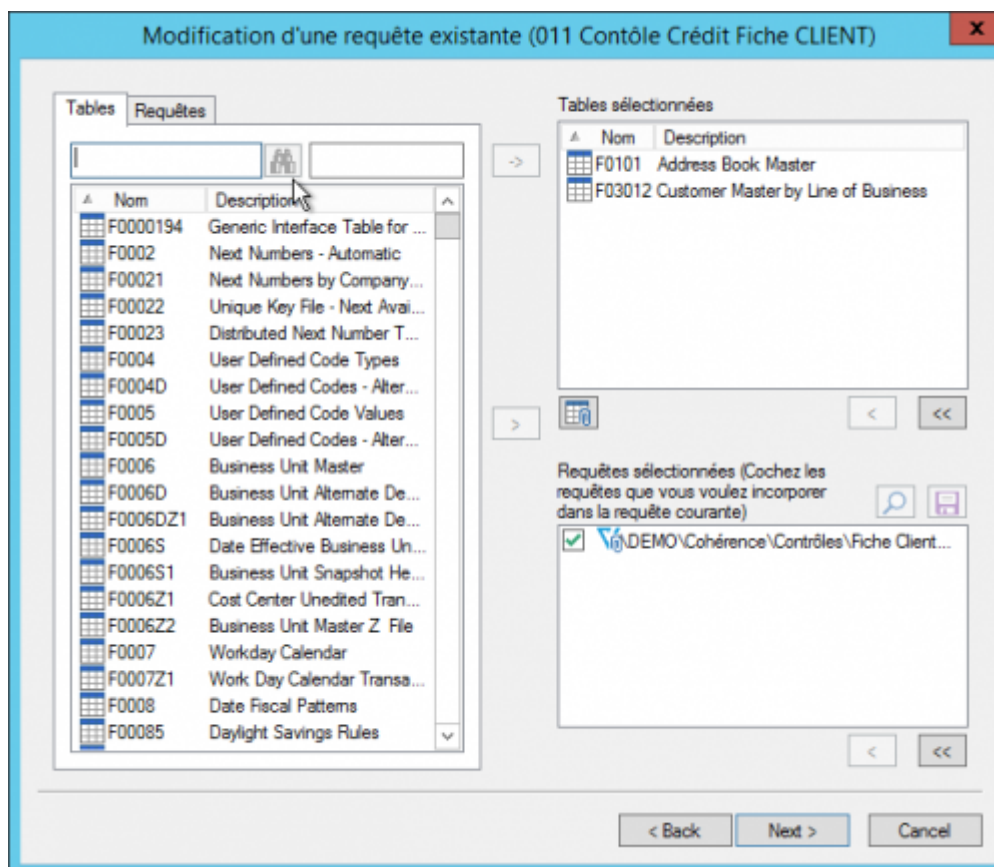 Modification d'une requête existante (011 Contôle Crédit Fiche CLIENT)
x
Tables Requêtes
Nom Description
F0000194 Generic Interface Table for ...
F0002 Next Numbers - Automatic
F00021 Next Numbers by Company...
F00022 Unique Key File - Next Avai...
F00023 Distributed Next Number T...
F0004 User Defined Code Types
F0004D User Defined Codes - Alter...
F0005 User Defined Code Values
F0005D User Defined Codes - Alter...
F0006 Business Unit Master
F0006D Business Unit Alternate De...
F0006DZ1 Business Unit Alternate De...
F0006S Date Effective Business Un...
F0006S1 Business Unit Snapshot He...
F0006Z1 Cost Center Unedited Tran...
F0006Z2 Business Unit Master Z File
F0007 Workday Calendar
F0007Z1 Work Day Calendar Transa...
F0008 Date Fiscal Patterns
F00085 Daylight Savings Rules
->
>
Tables sélectionnées
Nom Description
F0101 Address Book Master
F03012 Customer Master by Line of Business
< <<
Requêtes sélectionnées (Cochez les
requêtes que vous voulez incorporer
dans la requête courante)
\DEMO\Cohérence\Contrôles\Fiche Client...
< <<
< Back Next > Cancel